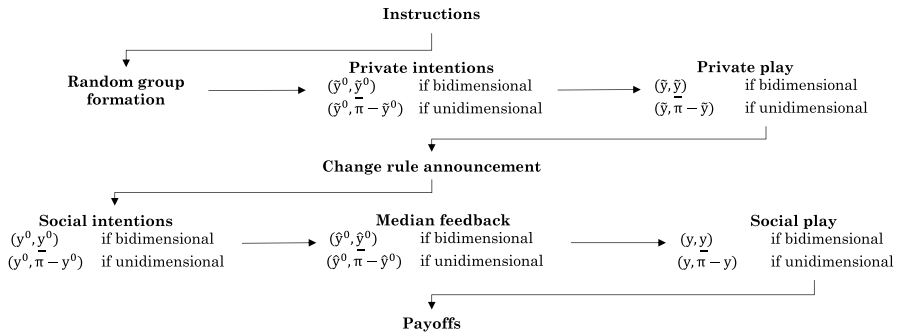 Instructions
Random group
formation
Private intentions
(ỹ⁰, ỹ̲⁰) if bidimensional
(ỹ⁰, π − ỹ⁰) if unidimensional
Private play
(ỹ, ỹ̲) if bidimensional
(ỹ, π − ỹ) if unidimensional
Change rule announcement
Social intentions
(y⁰, y̲⁰) if bidimensional
(y⁰, π − y⁰) if unidimensional
Median feedback
(ŷ⁰, ŷ̲⁰) if bidimensional
(ŷ⁰, π − ŷ⁰) if unidimensional
Social play
(y, y̲) if bidimensional
(y, π − y) if unidimensional
Payoffs